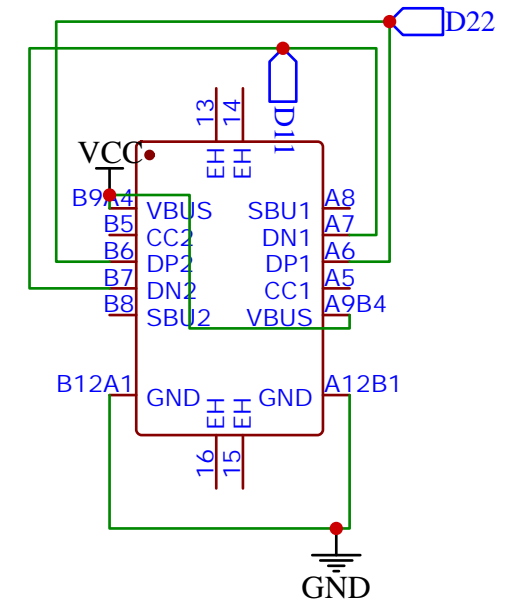 D22
D11
13
14
EH
EH
VCC
B9A4
VBUS
SBU1
A8
B5
CC2
DN1
A7
B6
DP2
DP1
A6
B7
DN2
CC1
A5
B8
SBU2
VBUS
A9B4
B12A1
GND
GND
A12B1
EH
EH
16
15
GND